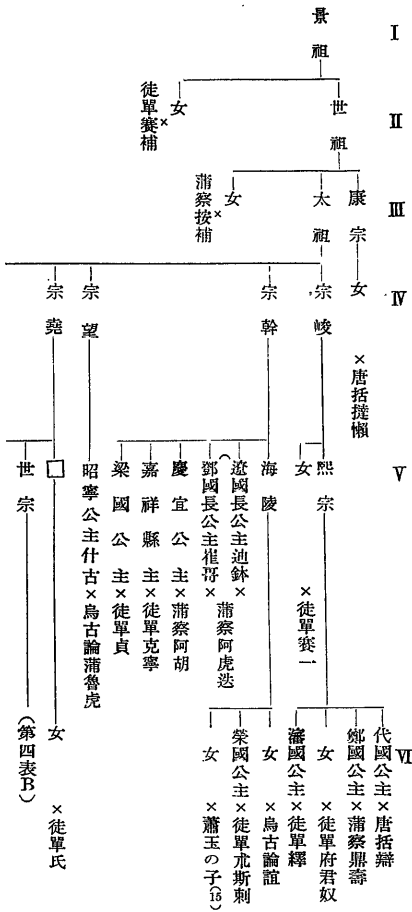 I
景祖
II
世祖
女
×徒單賽補
III
康宗
太祖
女
×蒲察按補
IV
女
×唐括撻懶
宗峻
宗幹
宗望
宗堯
V
熙宗
女
×徒單賽一
海陵
遼國長公主迪鉢×
鄧國長公主崔哥×
蒲察阿虎迭
慶宜公主×蒲察阿胡
嘉祥縣主×徒單克寧
梁國公主×徒單貞
昭寧公主什古×烏古論蒲魯虎
□
世宗
VI
代國公主×唐括辯
鄭國公主×蒲察鼎壽
女×徒單府君奴
瀋國公主×徒單繹
女×烏古論誼
榮國公主×徒單朮斯剌
女×蕭玉の子(15)
女×徒單氏
(第四表B)